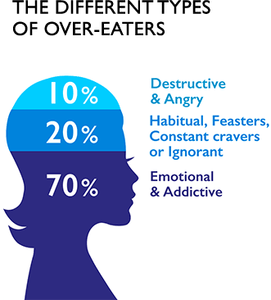 THE DIFFERENT TYPES
OF OVER-EATERS
10%
Destructive
& Angry
20%
Habitual, Feasters,
Constant cravers
or Ignorant
70%
Emotional
& Addictive